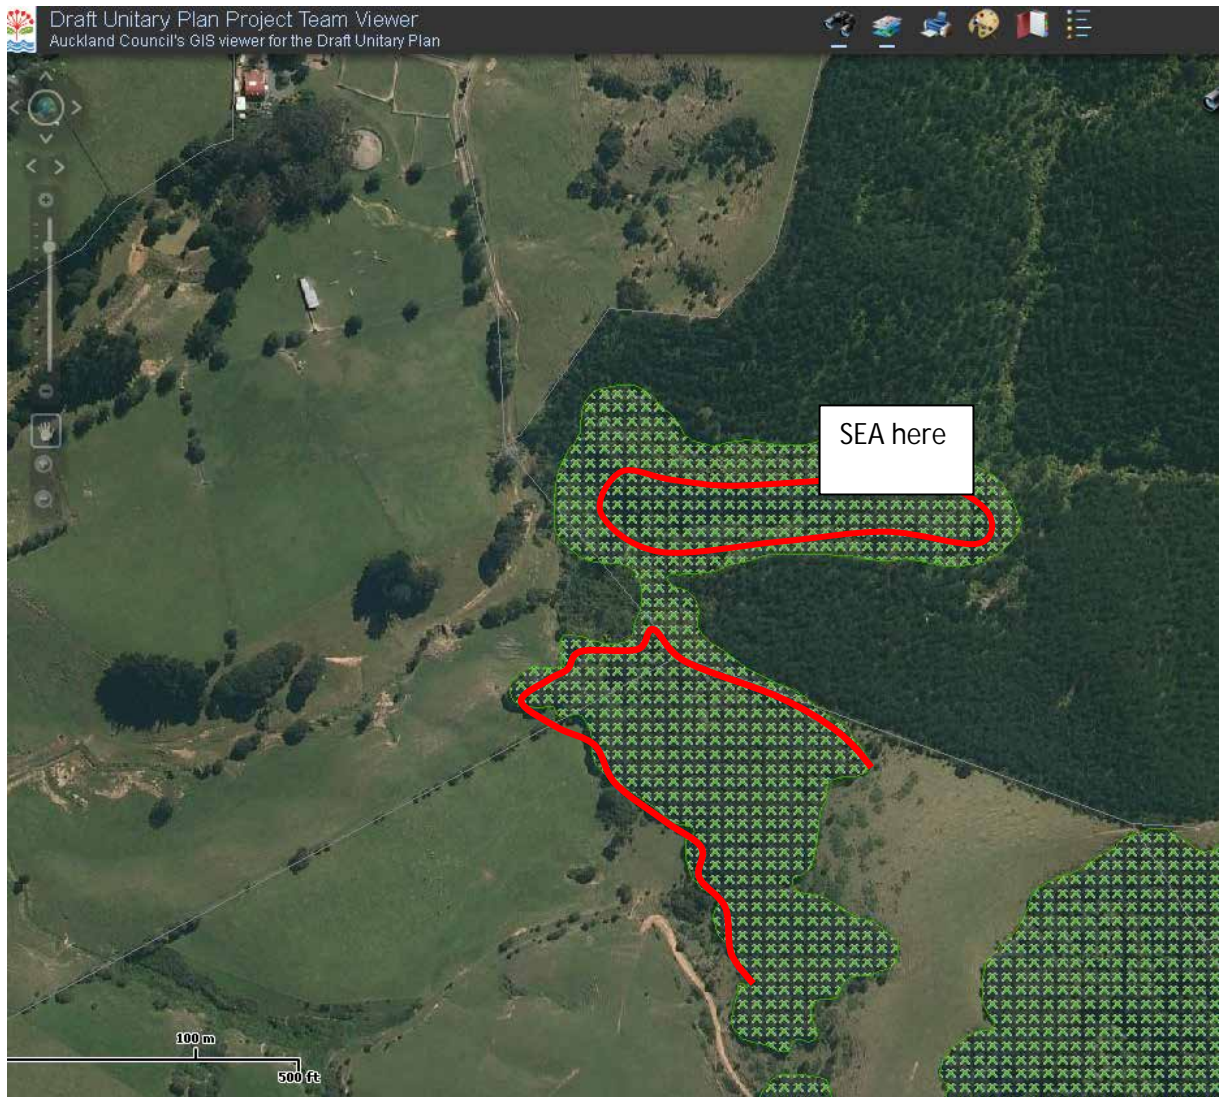 Draft Unitary Plan Project Team Viewer
Auckland Council's GIS viewer for the Draft Unitary Plan
SEA here
100 m
500 ft